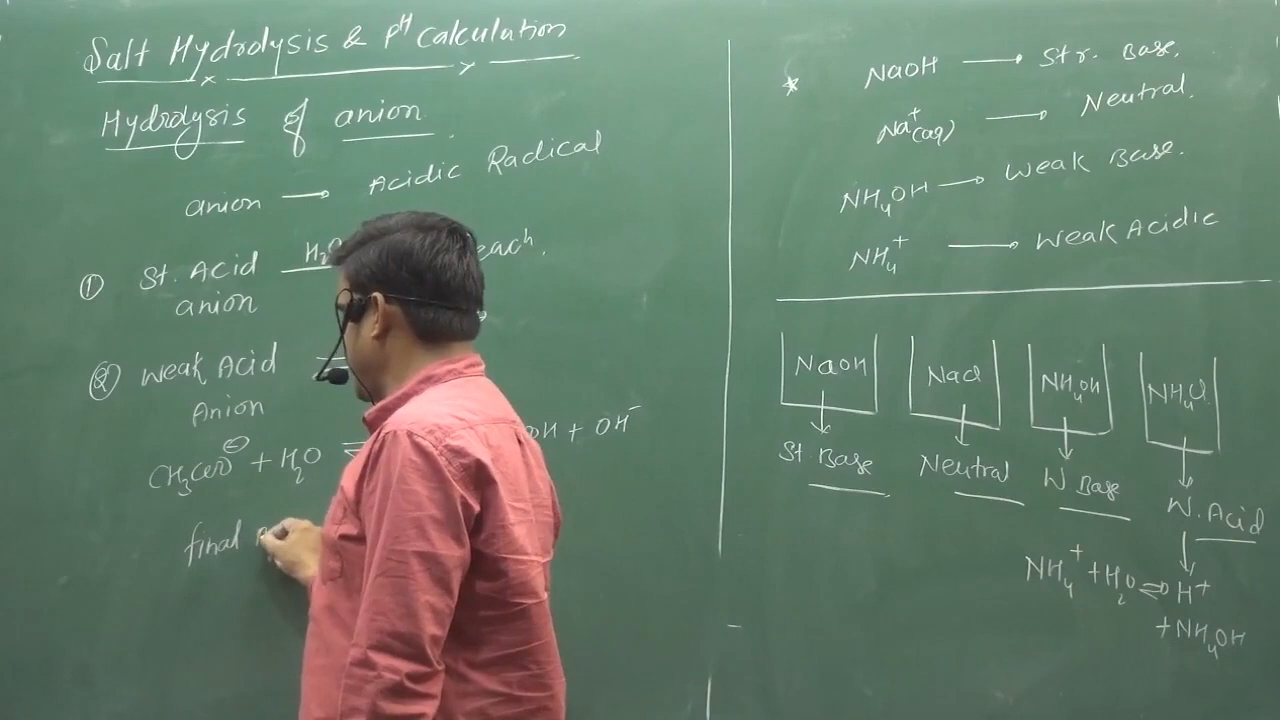 Salt Hydrolysis & pH calculation
Hydrolysis of anion
anion → Acidic Radical
① St. Acid H₂O
anion
② Weak Acid
Anion
CH₃COO⊖ + H₂O OH + OH⁻
final
* NaOH → Str. Base.
Na⁺(aq) → Neutral.
NH₄OH → Weak Base.
NH₄⁺ → Weak Acidic
NaOH NaCl NH₄OH NH₄Cl
St Base Neutral W Base W. Acid
NH₄⁺ + H₂O ⇌ H⁺
+ NH₄OH